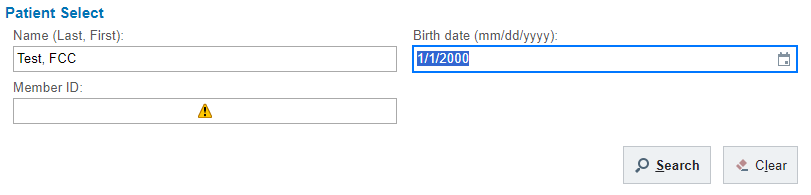 Patient Select
Name (Last, First):
Birth date (mm/dd/yyyy):
Test, FCC
1/1/2000
Member ID:
Search
Clear